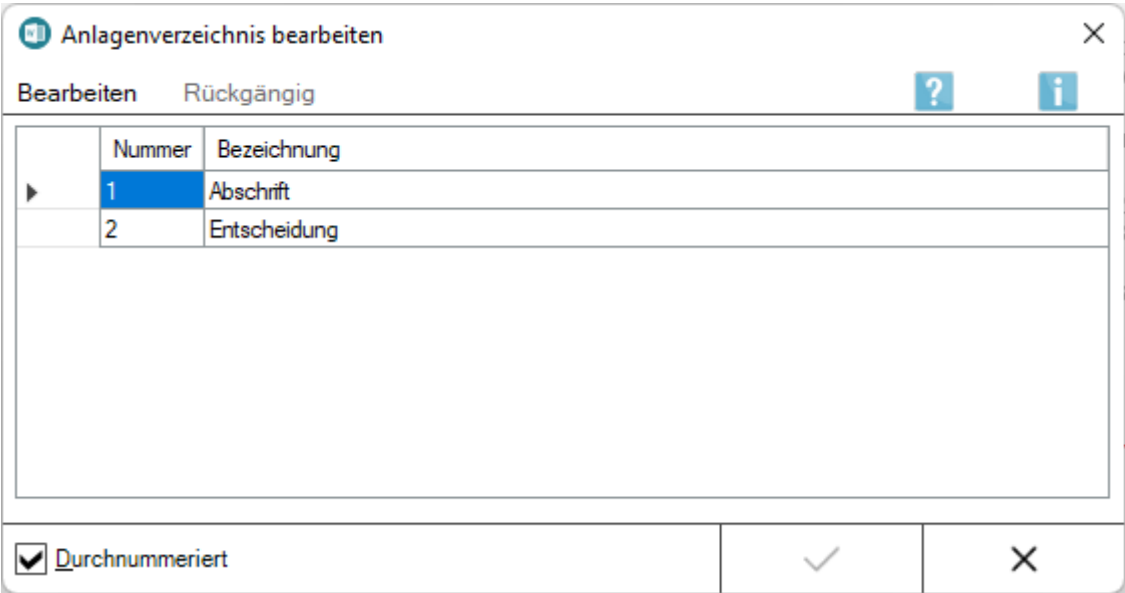 Anlagenverzeichnis bearbeiten
Bearbeiten Rückgängig ? i
Nummer Bezeichnung
1 Abschrift
2 Entscheidung
Durchnummeriert